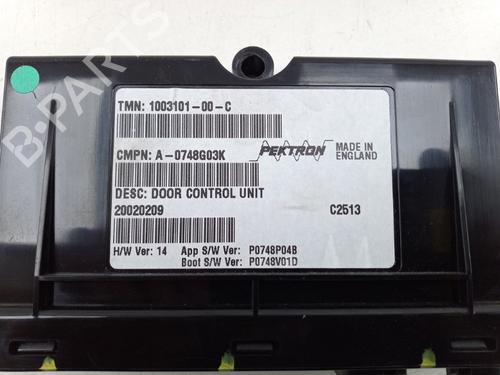 TMN: 1003101-00-C
CMPN: A-0748G03K
PEKTRON
MADE IN
ENGLAND
DESC: DOOR CONTROL UNIT
20020209 C2513
H/W Ver: 14 App S/W Ver: P0748P04B
Boot S/W Ver: P0748V01D
B-PARTS